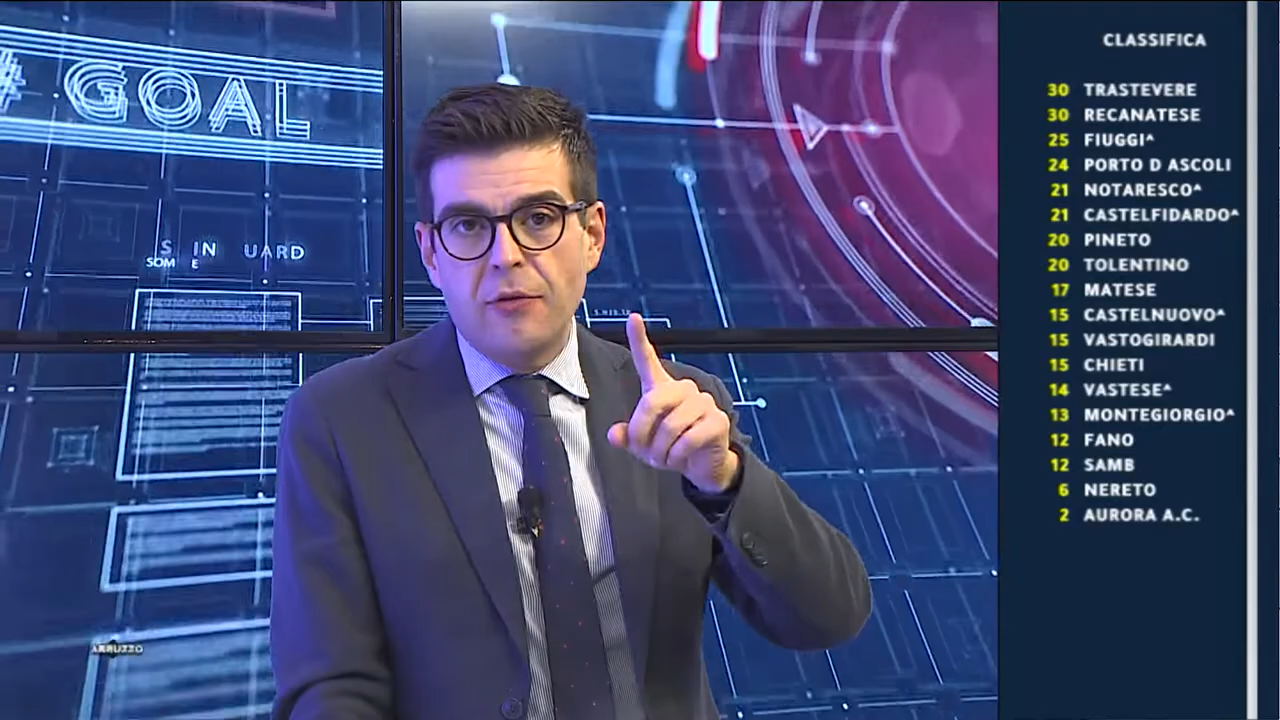 # GOAL
CLASSIFICA
30 TRASTEVERE
30 RECANATESE
25 FIUGGI^
24 PORTO D ASCOLI
21 NOTARESCO^
21 CASTELFIDARDO^
20 PINETO
20 TOLENTINO
17 MATESE
15 CASTELNUOVO^
15 VASTOGIRARDI
15 CHIETI
14 VASTESE^
13 MONTEGIORGIO^
12 FANO
12 SAMB
6 NERETO
2 AURORA A.C.
ABRUZZO